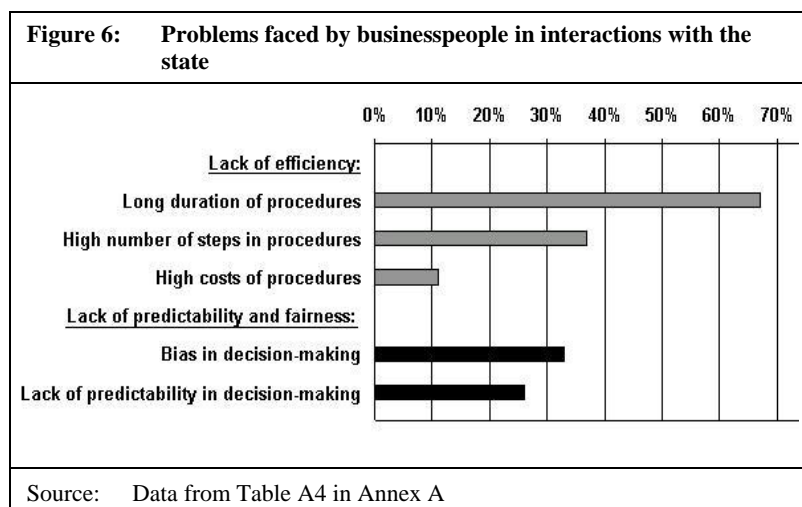 Figure 6: Problems faced by businesspeople in interactions with the
state
0% 10% 20% 30% 40% 50% 60% 70%
Lack of efficiency:
Long duration of procedures
High number of steps in procedures
High costs of procedures
Lack of predictability and fairness:
Bias in decision-making
Lack of predictability in decision-making
Source: Data from Table A4 in Annex A